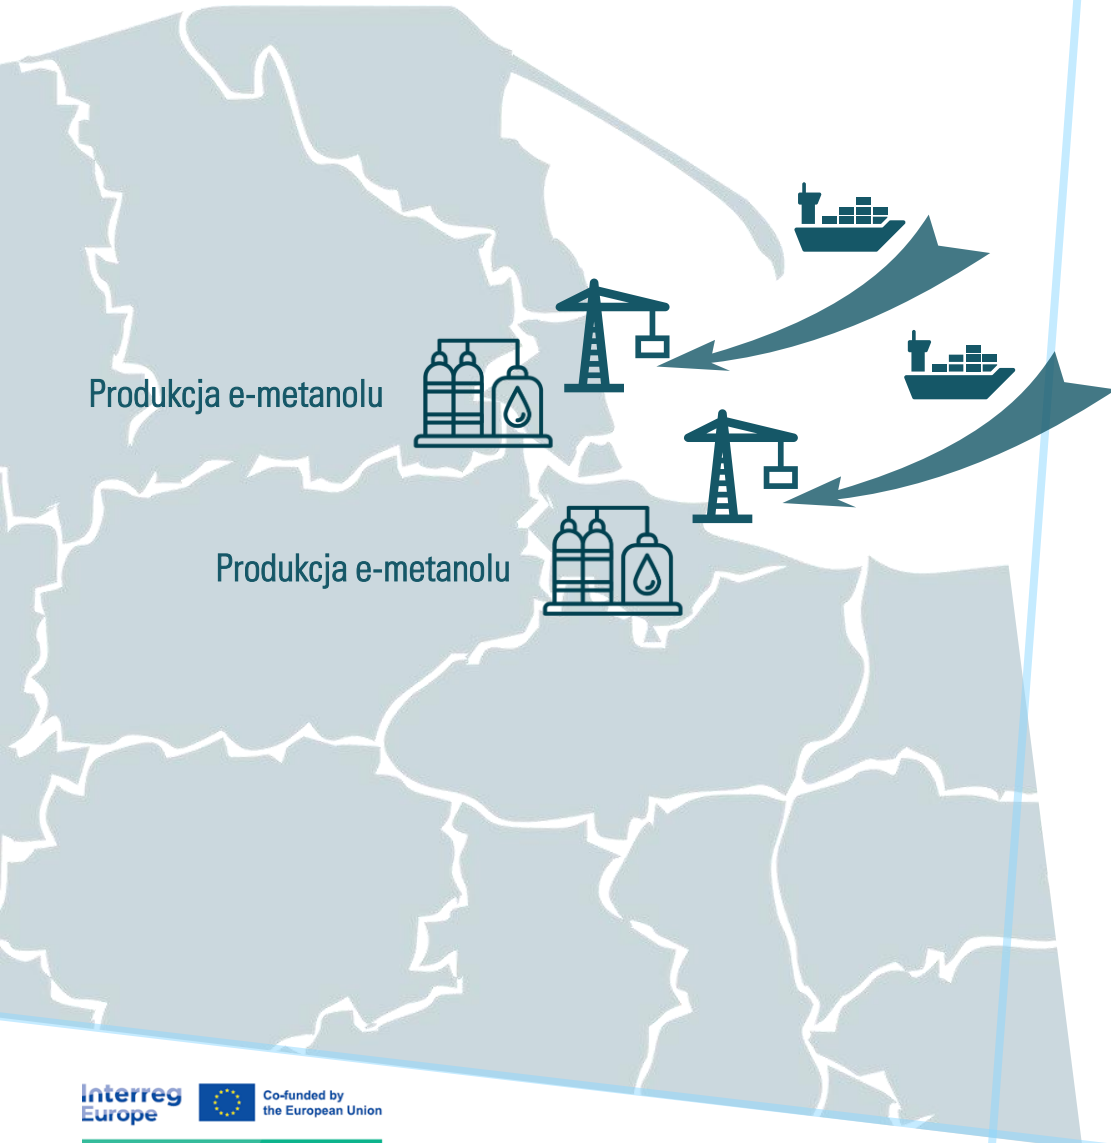 Produkcja e-metanolu
Produkcja e-metanolu
Interreg
Europe
Co-funded by
the European Union